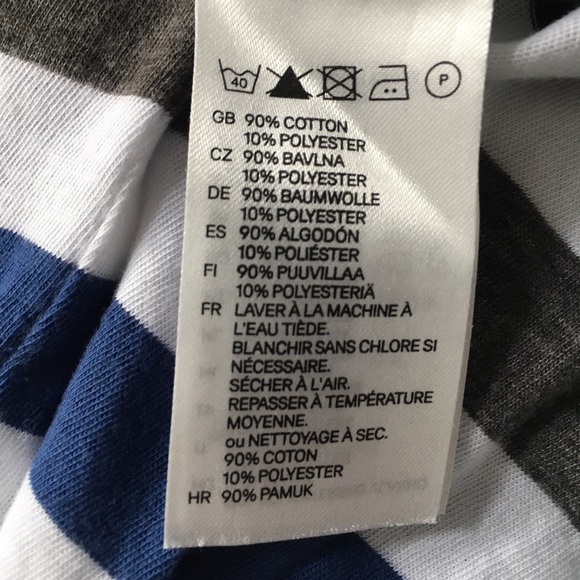 40
P
GB 90% COTTON
10% POLYESTER
CZ 90% BAVLNA
10% POLYESTER
DE 90% BAUMWOLLE
10% POLYESTER
ES 90% ALGODÓN
10% POLIÉSTER
FI 90% PUUVILLAA
10% POLYESTERIÄ
FR LAVER À LA MACHINE À
L'EAU TIÈDE.
BLANCHIR SANS CHLORE SI
NÉCESSAIRE.
SÉCHER À L'AIR.
REPASSER À TEMPÉRATURE
MOYENNE.
ou NETTOYAGE À SEC.
90% COTON
10% POLYESTER
HR 90% PAMUK